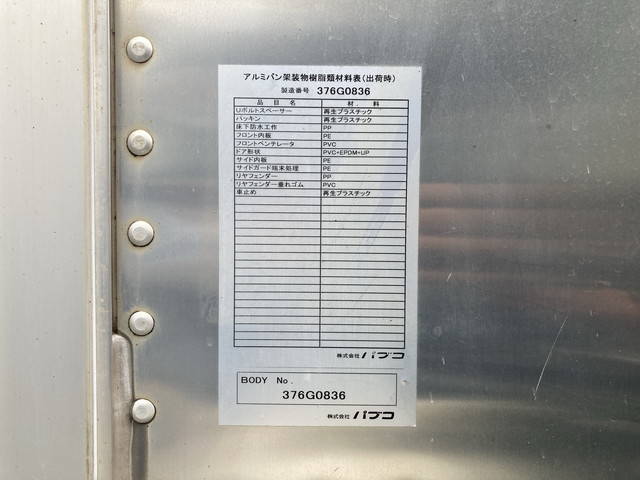 アルミバン架装物樹脂類材料表(出荷時)
製造番号 376G0836
品目名 材料
Uボルトスペーサー 再生プラスチック
パッキン 再生プラスチック
床下防水工作 PP
フロント内板 PE
フロントベンチレータ PVC
ドア形状 PVC+EPDM+UP
サイド内板 PE
サイドガード端末処理 PE
リヤフェンダー PP
リヤフェンダー垂れゴム PVC
車止め 再生プラスチック
株式会社 パブコ
BODY No.
376G0836
株式会社 パブコ